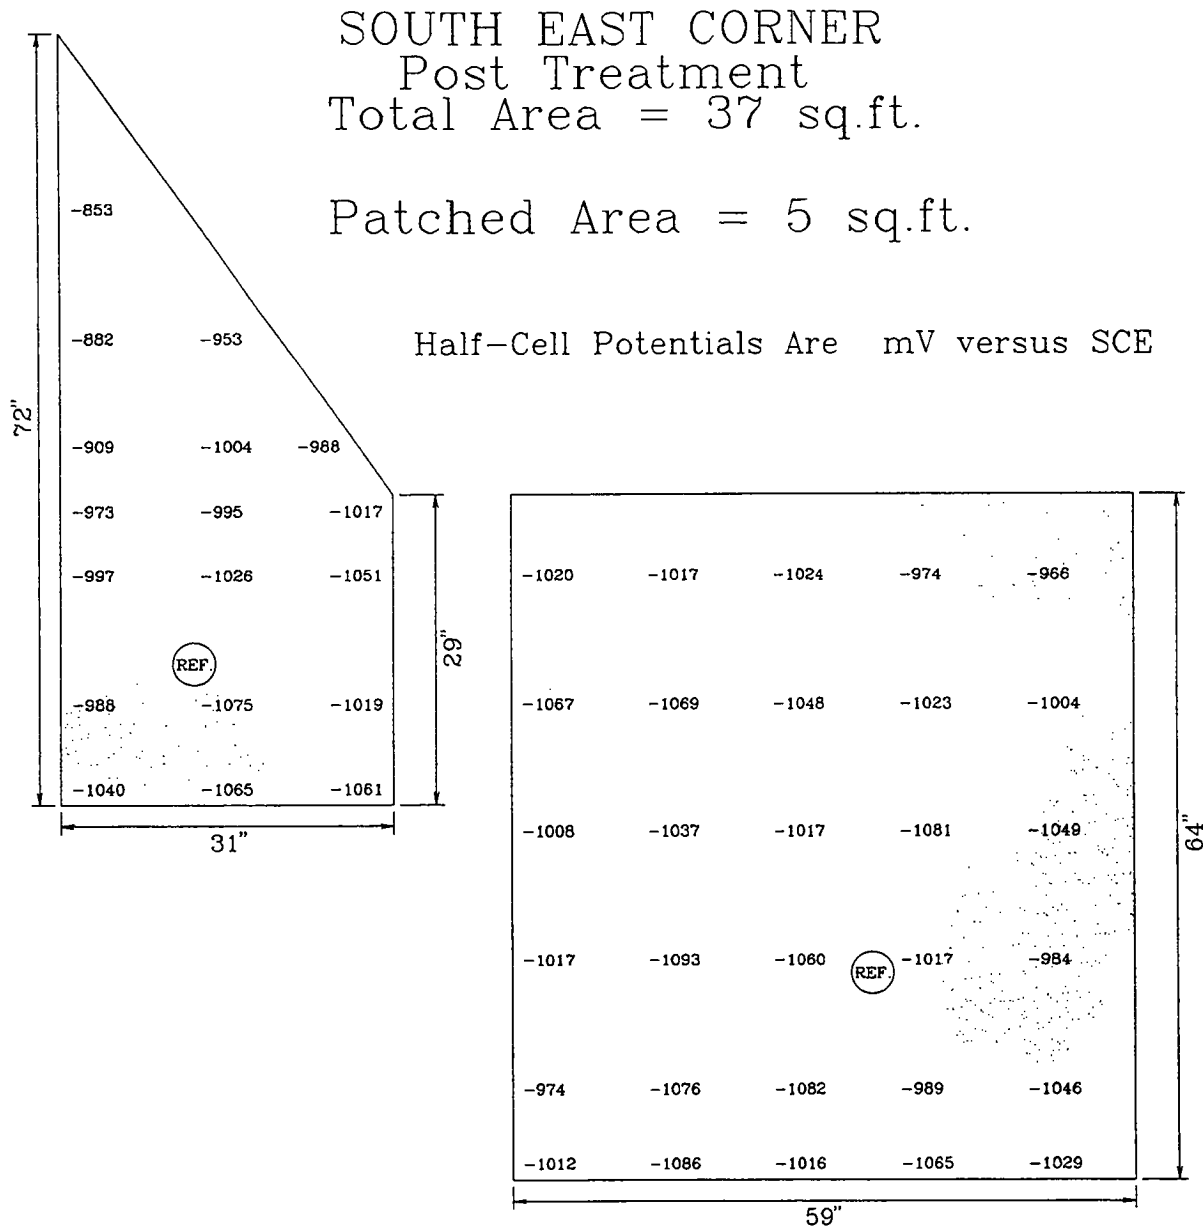 SOUTH EAST CORNER
Post Treatment
Total Area = 37 sq.ft.
Patched Area = 5 sq.ft.
Half-Cell Potentials Are mV versus SCE
72"
-853
-882 -953
-909 -1004 -988
-973 -995 -1017
-997 -1026 -1051
REF.
-988 -1075 -1019
-1040 -1065 -1061
29"
31"
-1020 -1017 -1024 -974 -966
-1067 -1069 -1048 -1023 -1004
-1008 -1037 -1017 -1081 -1049
-1017 -1093 -1060 REF. -1017 -984
-974 -1076 -1082 -989 -1046
-1012 -1086 -1016 -1065 -1029
64"
59"